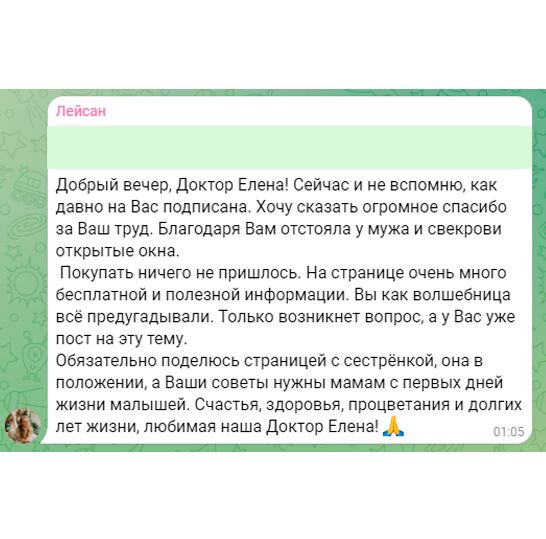 Лейсан
Добрый вечер, Доктор Елена! Сейчас и не вспомню, как
давно на Вас подписана. Хочу сказать огромное спасибо
за Ваш труд. Благодаря Вам отстояла у мужа и свекрови
открытые окна.
Покупать ничего не пришлось. На странице очень много
бесплатной и полезной информации. Вы как волшебница
всё предугадывали. Только возникнет вопрос, а у Вас уже
пост на эту тему.
Обязательно поделюсь страницей с сестрёнкой, она в
положении, а Ваши советы нужны мамам с первых дней
жизни малышей. Счастья, здоровья, процветания и долгих
лет жизни, любимая наша Доктор Елена! 🙏
01:05